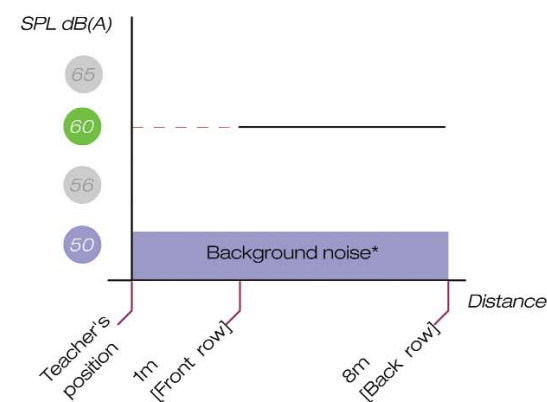 SPL dB(A)
65
60
56
50
Background noise*
Distance
Teacher's
position
1m
[Front row]
8m
[Back row]